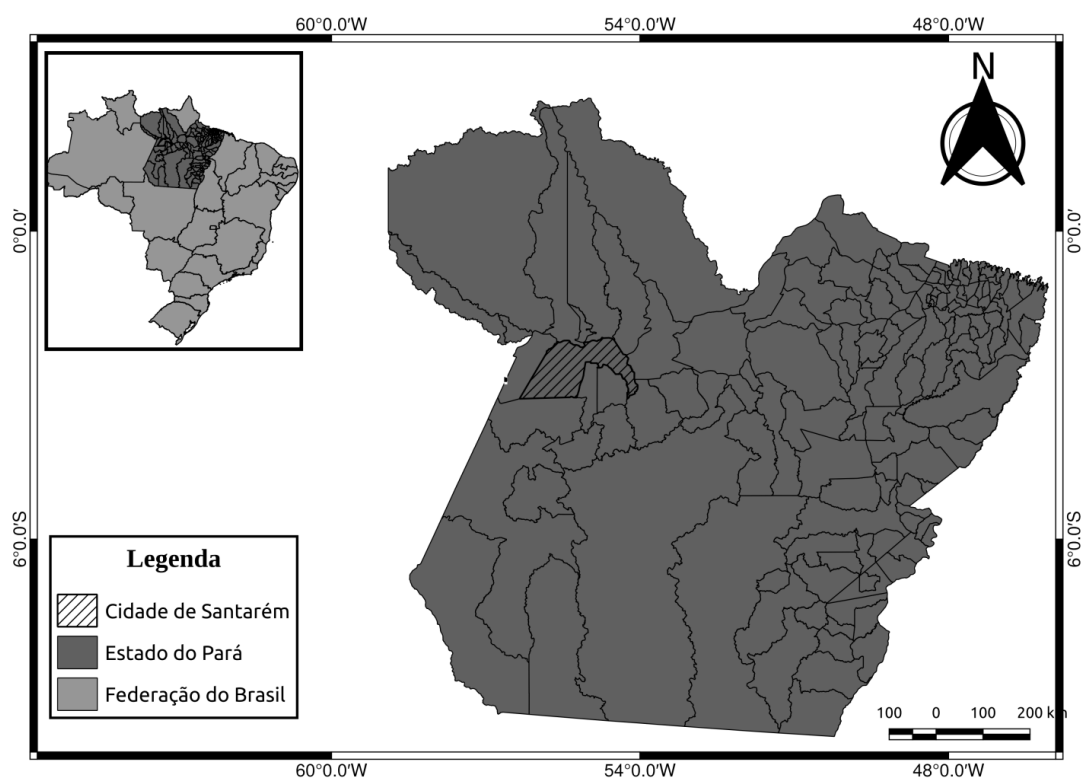 60°0.0'W 54°0.0'W 48°0.0'W
N
0°0.0' 0°0.0'
6°0.0'S 6°0.0'S
Legenda
Cidade de Santarém
Estado do Pará
Federação do Brasil
100 0 100 200 km
60°0.0'W 54°0.0'W 48°0.0'W